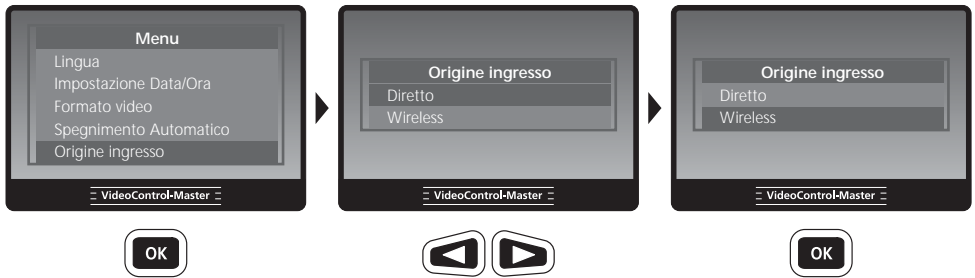 Menu
Lingua
Impostazione Data/Ora
Formato video
Spegnimento Automatico
Origine ingresso
VideoControl-Master
OK
Origine ingresso
Diretto
Wireless
VideoControl-Master
Origine ingresso
Diretto
Wireless
VideoControl-Master
OK